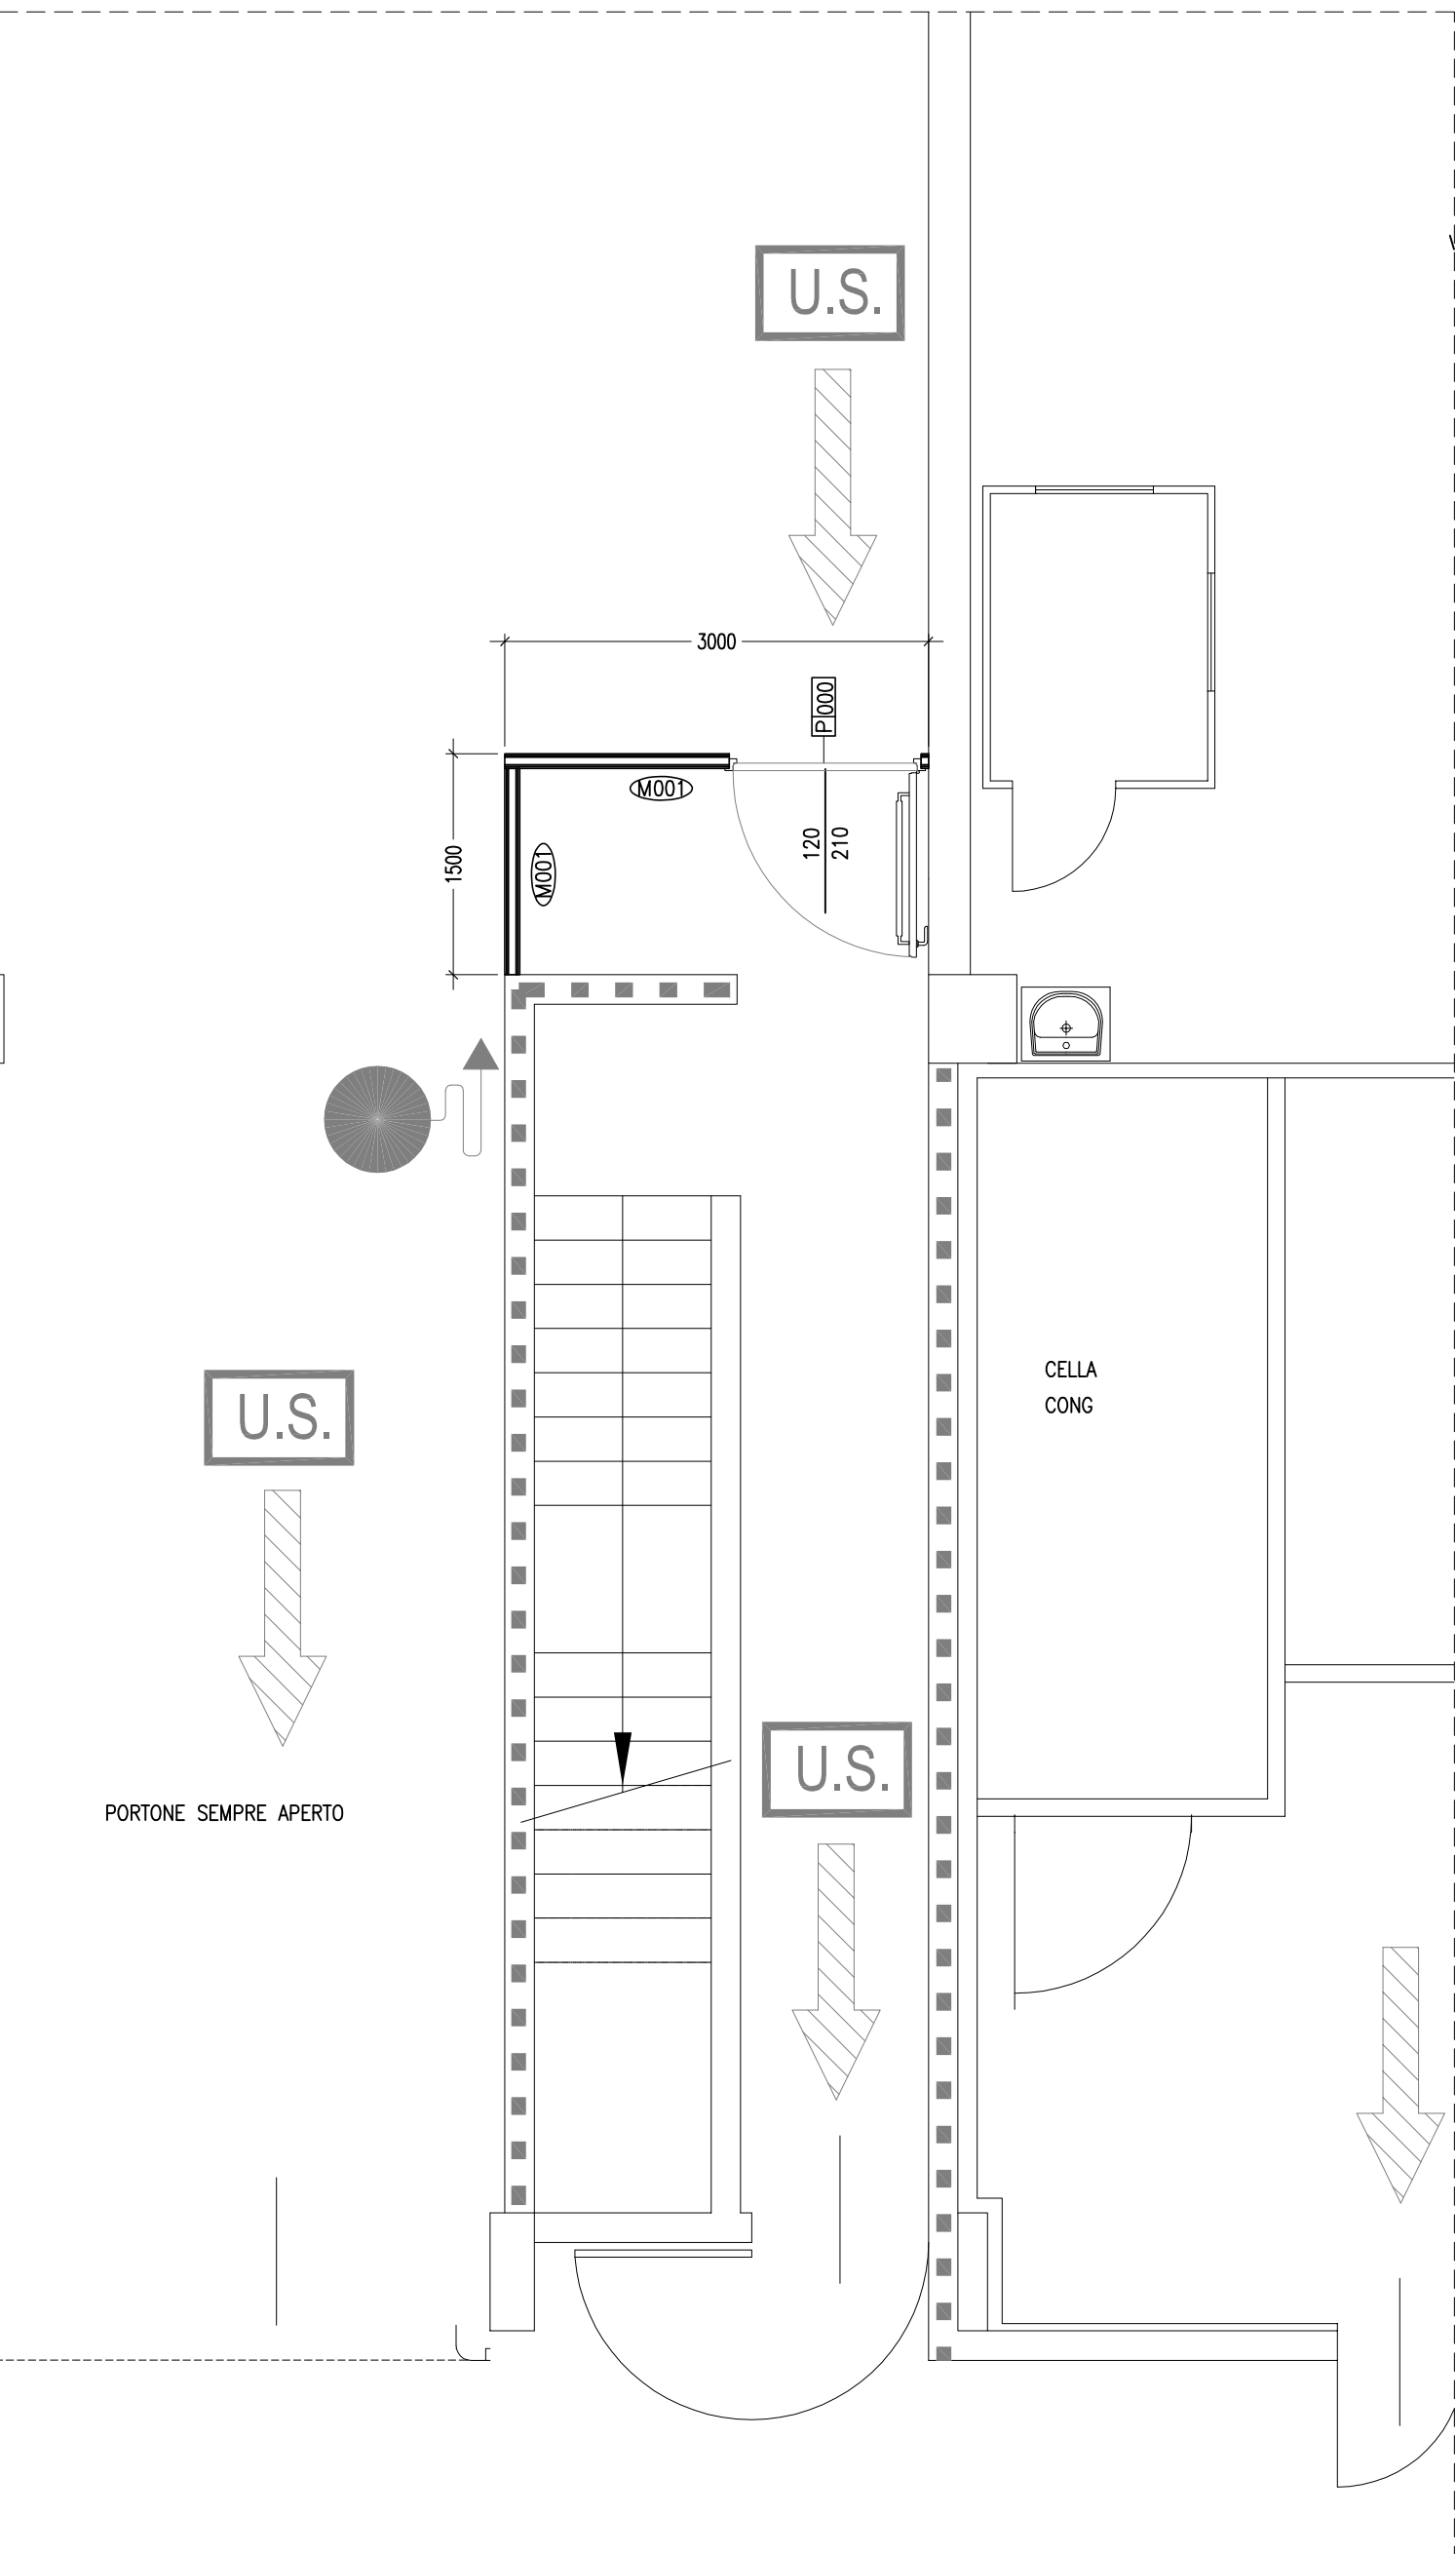 U.S.
3000
P000
M001
120
210
1500
M001
CELLA
CONG
U.S.
U.S.
PORTONE SEMPRE APERTO